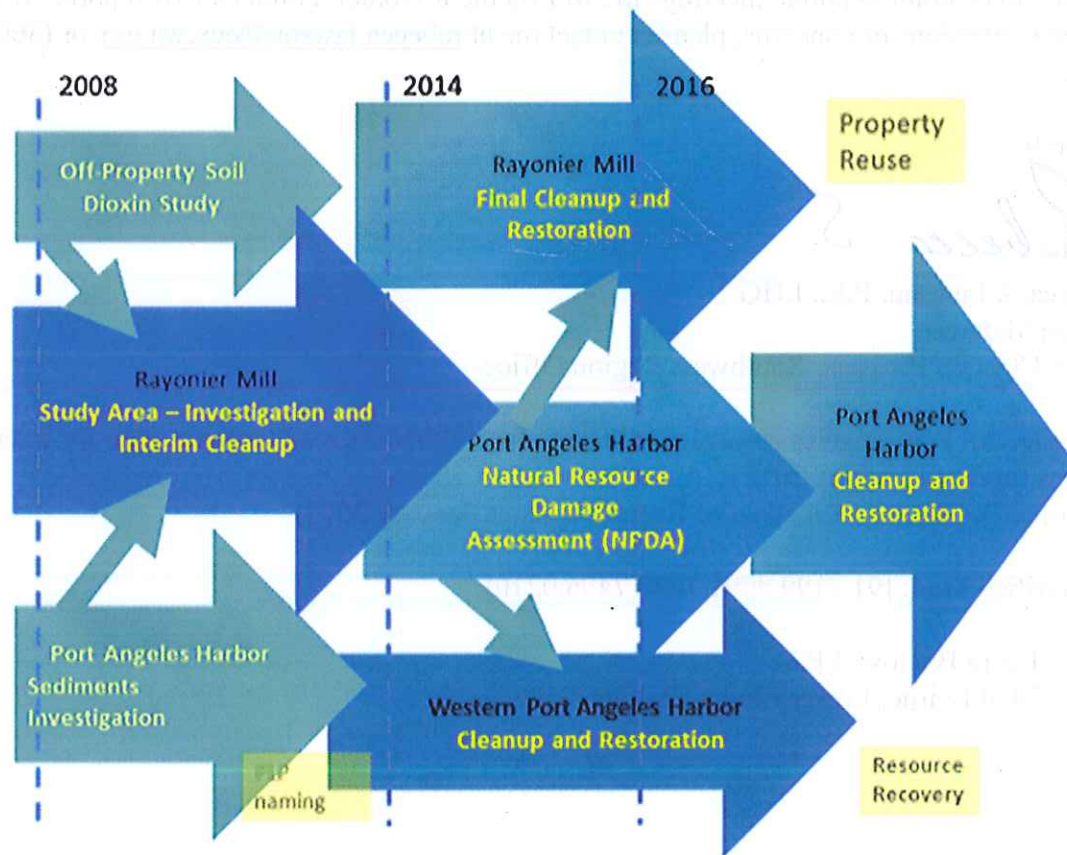 2008
2014
2016
Off-Property Soil
Dioxin Study
Rayonier Mill
Final Cleanup and
Restoration
Property
Reuse
Rayonier Mill
Study Area – Investigation and
Interim Cleanup
Port Angeles Harbor
Natural Resource
Damage
Assessment (NRDA)
Port Angeles
Harbor
Cleanup and
Restoration
Port Angeles Harbor
Sediments
Investigation
naming
Western Port Angeles Harbor
Cleanup and Restoration
Resource
Recovery